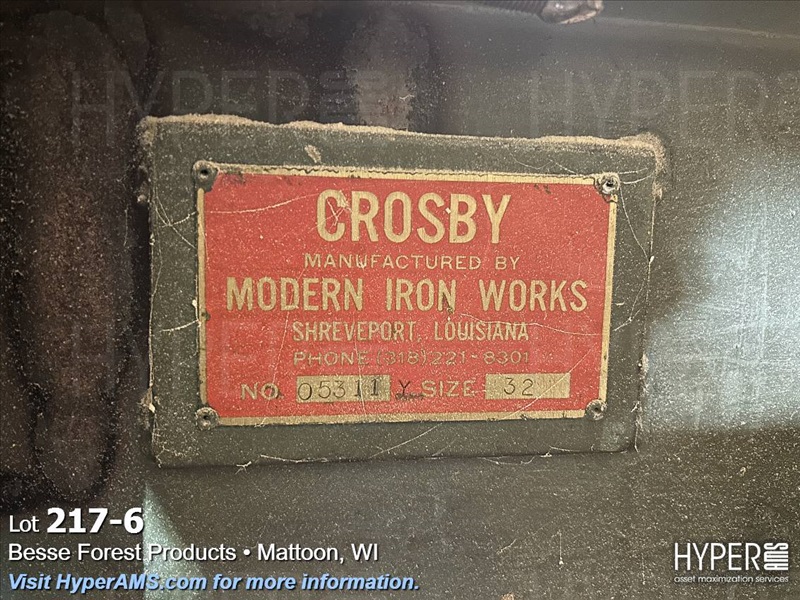 CROSBY
MANUFACTURED BY
MODERN IRON WORKS
SHREVEPORT, LOUISIANA
PHONE (318) 221-8301
NO. 05311 Y SIZE 32
Lot 217-6
Besse Forest Products • Mattoon, WI
Visit HyperAMS.com for more information.
HYPER AMS
asset maximization services